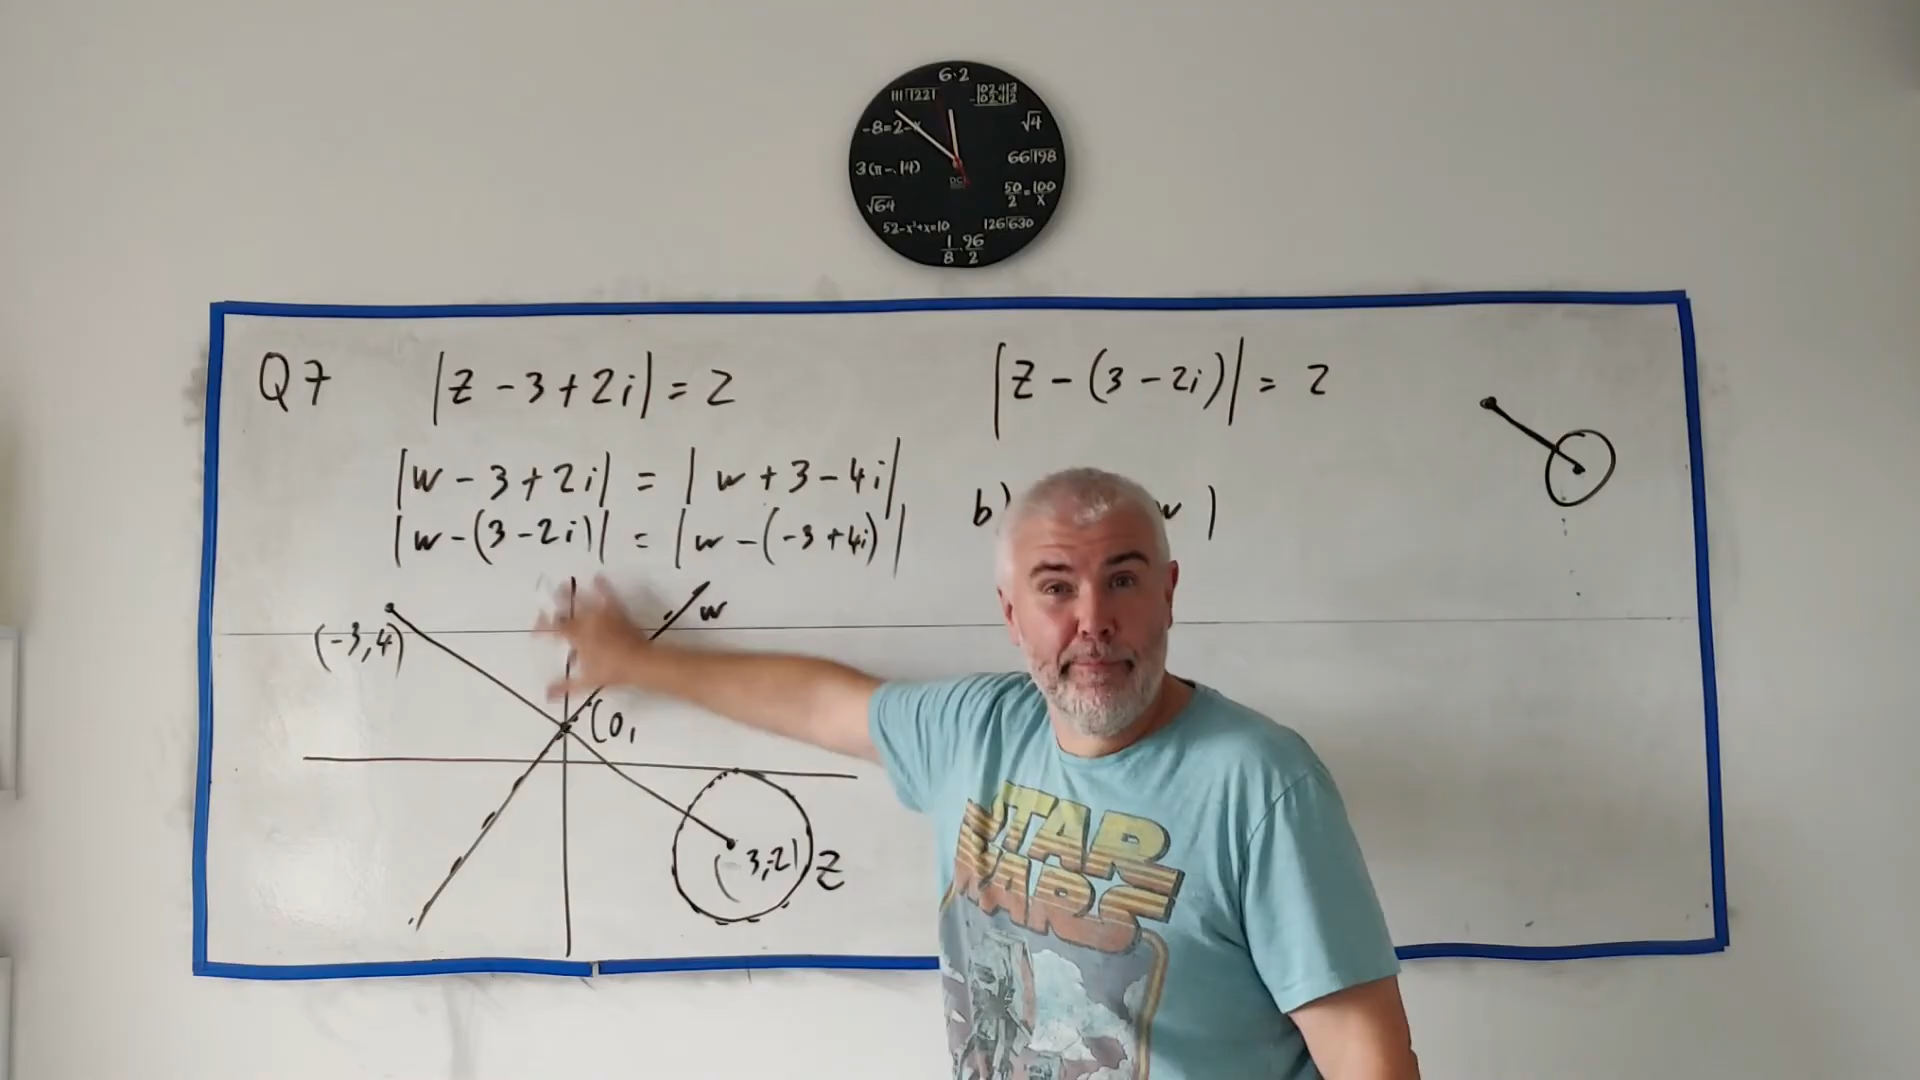 6·2
111|1221
√4
-8=2-x
66|198
3(π-.14)
50/2=100/x
√64
52-x²+x=10
126|630
1/8·96/2
Q7 |z-3+2i|=2 |z-(3-2i)|=2
|w-3+2i| = |w+3-4i|
b) w|
|w-(3-2i)| = |w-(-3+4i)|
w
(-3,4)
(0,
(3,-2) z
STAR
WARS